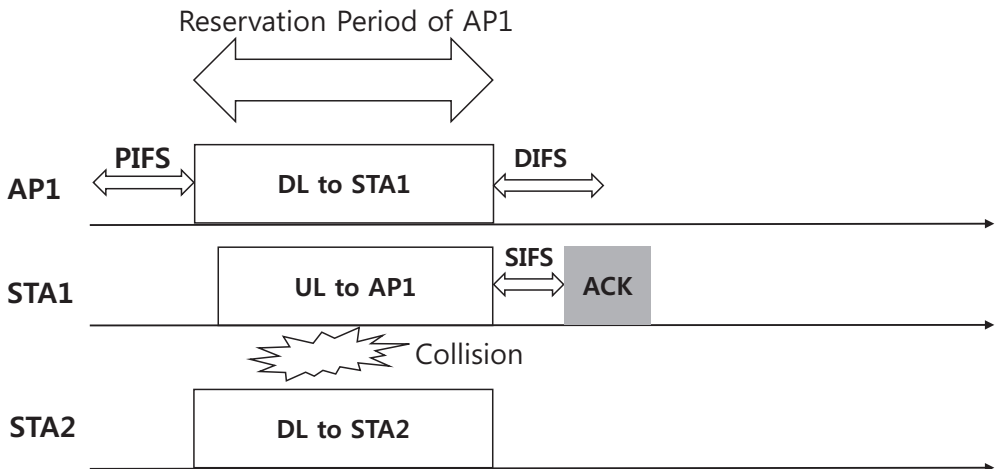 Reservation Period of AP1
PIFS
DIFS
AP1
DL to STA1
SIFS
STA1
UL to AP1
ACK
Collision
STA2
DL to STA2